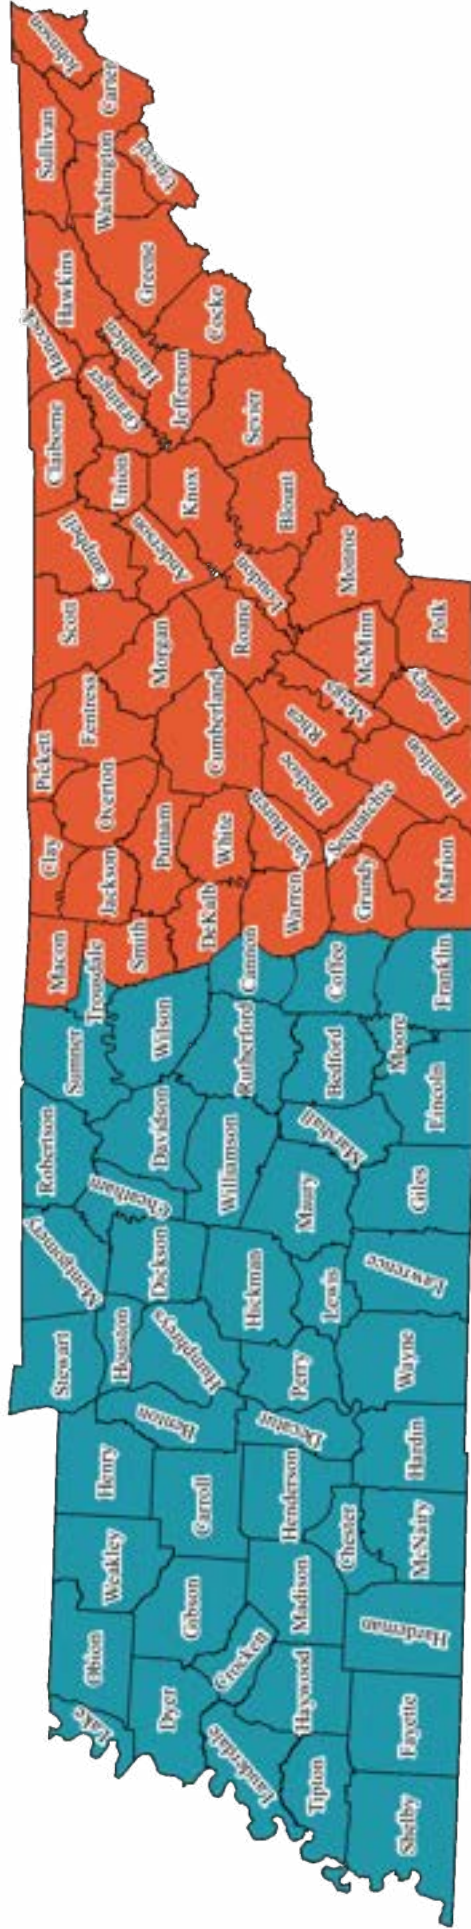 Lake
Obion
Weakley
Henry
Stewart
Montgomery
Robertson
Sumner
Macon
Trousdale
Clay
Pickett
Fentress
Scott
Campbell
Claiborne
Hancock
Hawkins
Sullivan
Johnson
Dyer
Gibson
Carroll
Benton
Houston
Humphreys
Dickson
Cheatham
Davidson
Wilson
Smith
Jackson
Putnam
Overton
Morgan
Anderson
Union
Grainger
Hamblen
Greene
Washington
Carter
Unicoi
Lauderdale
Crockett
Haywood
Madison
Henderson
Decatur
Perry
Hickman
Williamson
Rutherford
Cannon
DeKalb
White
Cumberland
Roane
Loudon
Knox
Blount
Jefferson
Sevier
Cocke
Tipton
Chester
Lewis
Maury
Marshall
Bedford
Coffee
Warren
Van Buren
Bledsoe
Rhea
Meigs
McMinn
Monroe
Shelby
Fayette
Hardeman
McNairy
Hardin
Wayne
Lawrence
Giles
Lincoln
Moore
Franklin
Grundy
Sequatchie
Marion
Hamilton
Bradley
Polk